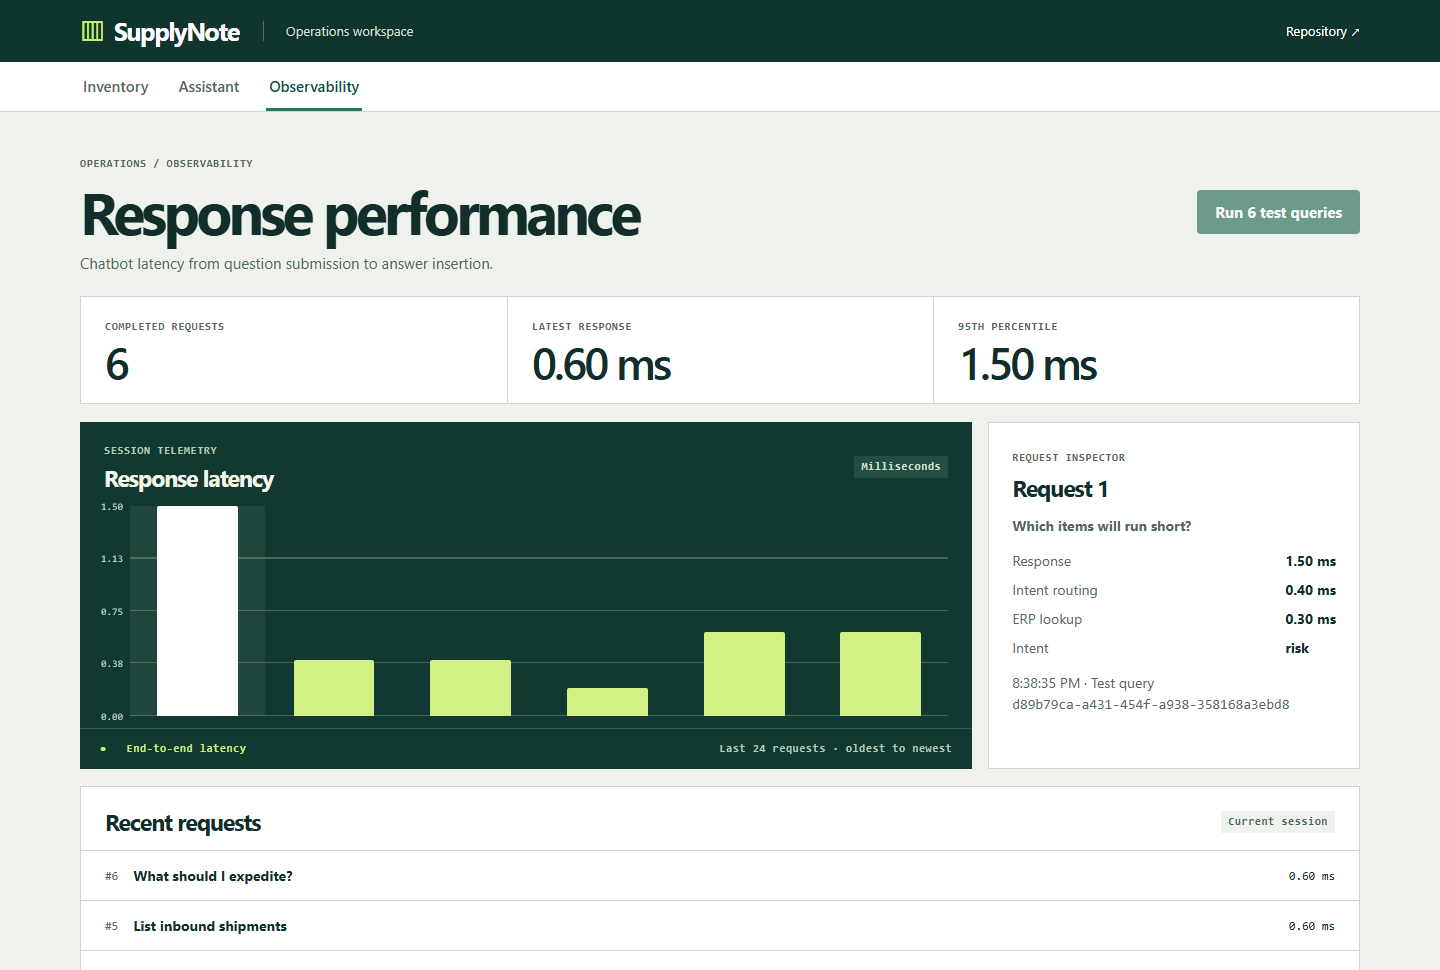 SupplyNote
Operations workspace
Repository ↗
Inventory
Assistant
Observability
OPERATIONS / OBSERVABILITY
Response performance
Run 6 test queries
Chatbot latency from question submission to answer insertion.
COMPLETED REQUESTS
6
LATEST RESPONSE
0.60 ms
95TH PERCENTILE
1.50 ms
SESSION TELEMETRY
Response latency
Milliseconds
1.50
1.13
0.75
0.38
0.00
End-to-end latency
Last 24 requests · oldest to newest
REQUEST INSPECTOR
Request 1
Which items will run short?
Response 1.50 ms
Intent routing 0.40 ms
ERP lookup 0.30 ms
Intent risk
8:38:35 PM · Test query
d89b79ca-a431-454f-a938-358168a3ebd8
Recent requests
Current session
#6 What should I expedite? 0.60 ms
#5 List inbound shipments 0.60 ms